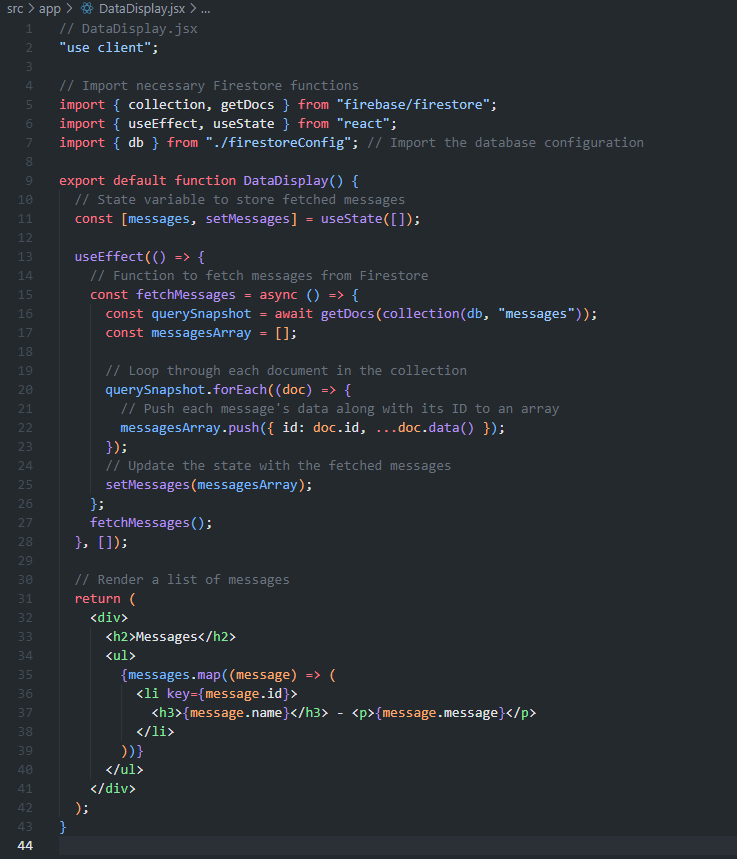 src > app > DataDisplay.jsx > ...
1 // DataDisplay.jsx
2 "use client";
3
4 // Import necessary Firestore functions
5 import { collection, getDocs } from "firebase/firestore";
6 import { useEffect, useState } from "react";
7 import { db } from "./firestoreConfig"; // Import the database configuration
8
9 export default function DataDisplay() {
10   // State variable to store fetched messages
11   const [messages, setMessages] = useState([]);
12
13   useEffect(() => {
14     // Function to fetch messages from Firestore
15     const fetchMessages = async () => {
16       const querySnapshot = await getDocs(collection(db, "messages"));
17       const messagesArray = [];
18
19       // Loop through each document in the collection
20       querySnapshot.forEach((doc) => {
21         // Push each message's data along with its ID to an array
22         messagesArray.push({ id: doc.id, ...doc.data() });
23       });
24       // Update the state with the fetched messages
25       setMessages(messagesArray);
26     };
27     fetchMessages();
28   }, []);
29
30   // Render a list of messages
31   return (
32     <div>
33       <h2>Messages</h2>
34       <ul>
35         {messages.map((message) => (
36           <li key={message.id}>
37             <h3>{message.name}</h3> - <p>{message.message}</p>
38           </li>
39         ))}
40       </ul>
41     </div>
42   );
43 }
44